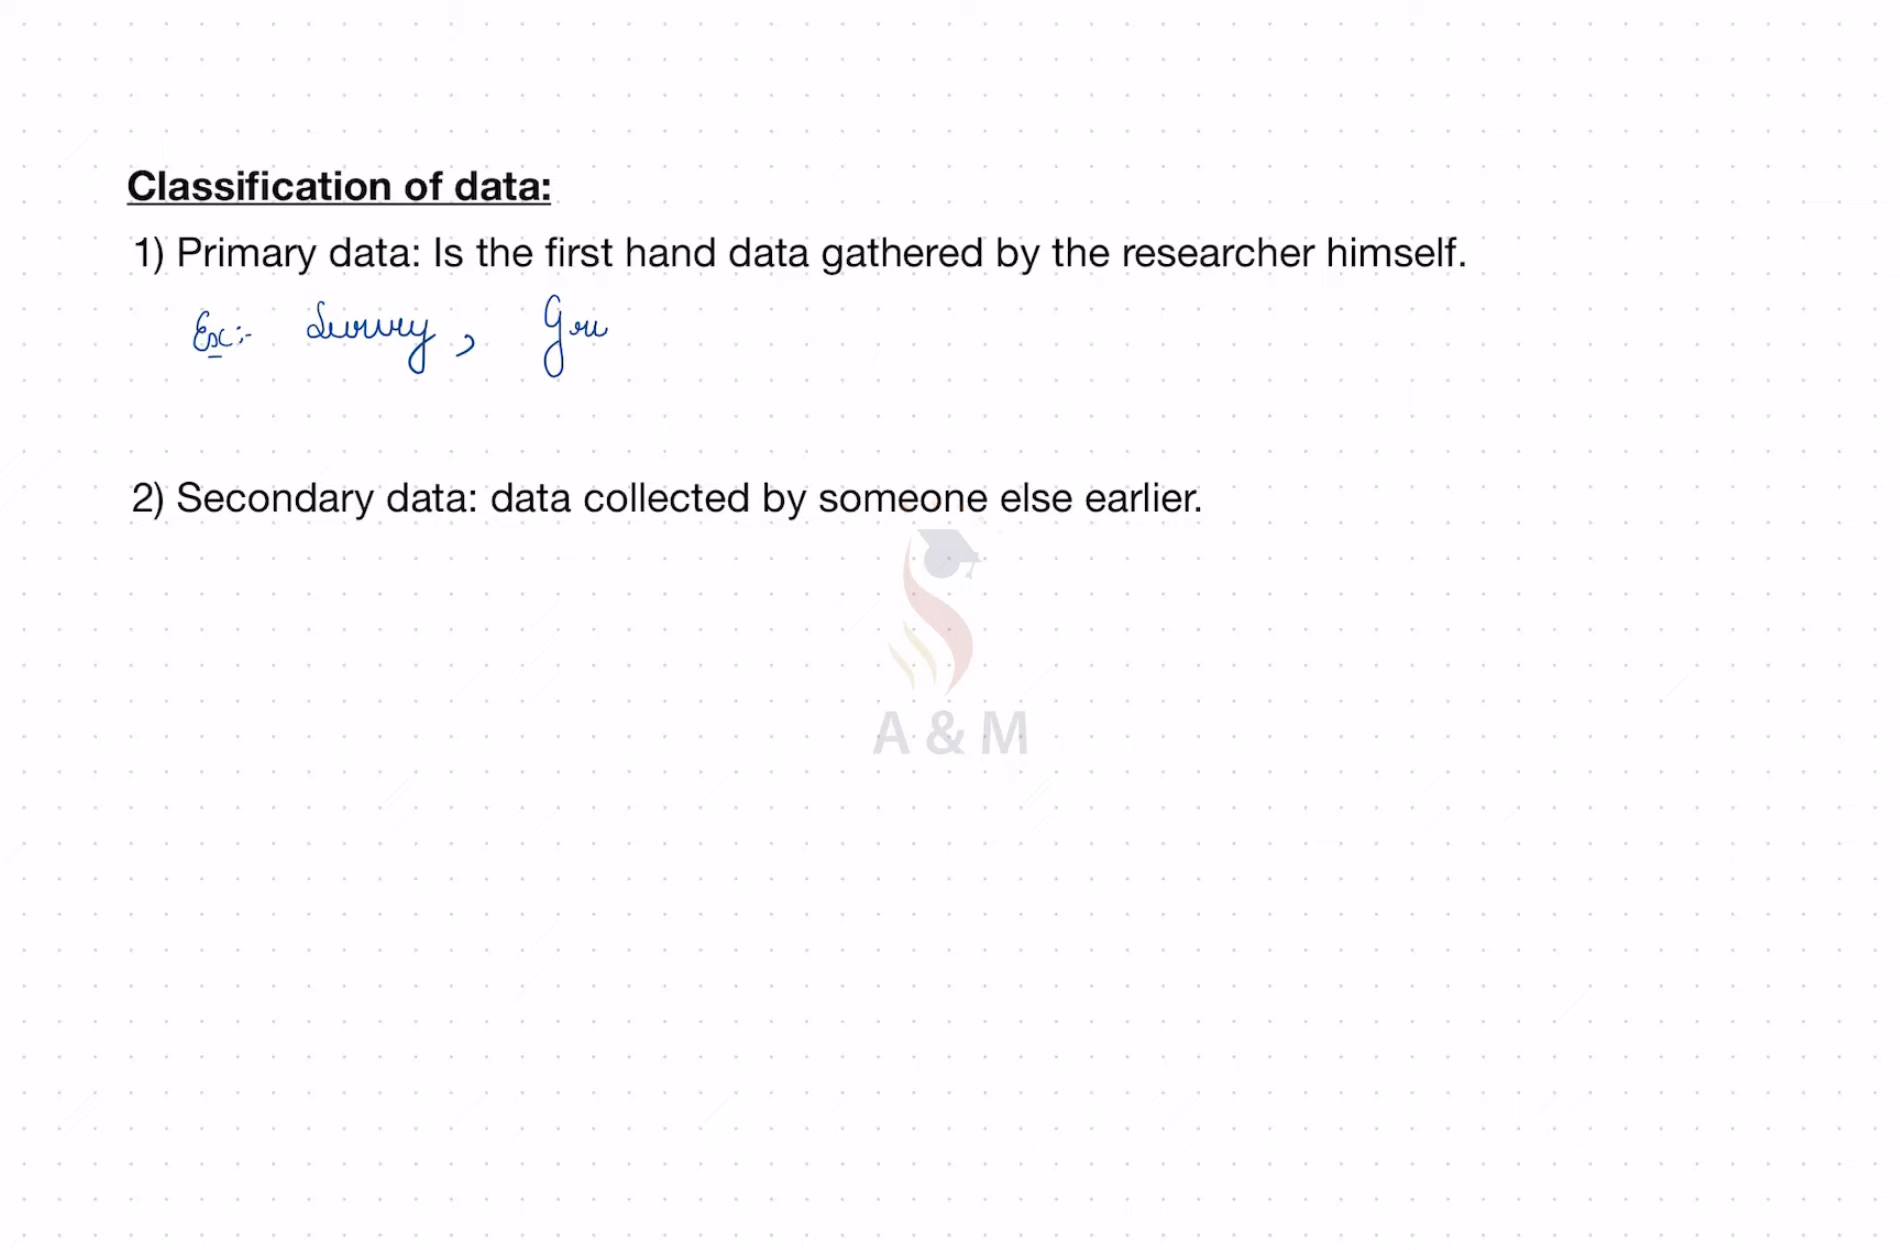 Classification of data:
1) Primary data: Is the first hand data gathered by the researcher himself.
Ex:- Survey,
2) Secondary data: data collected by someone else earlier.
A & M